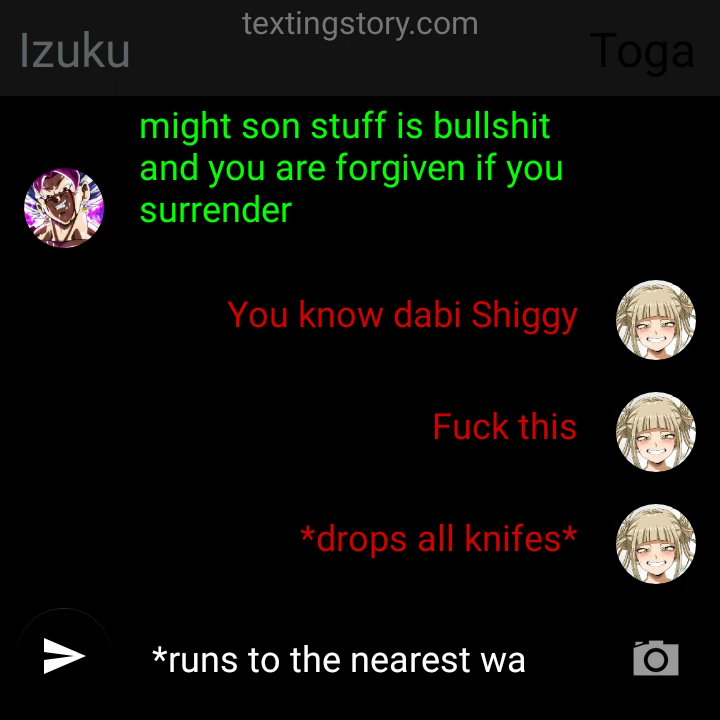 textingstory.com
Izuku
Toga
might son stuff is bullshit
and you are forgiven if you
surrender
You know dabi Shiggy
Fuck this
*drops all knifes*
*runs to the nearest wa